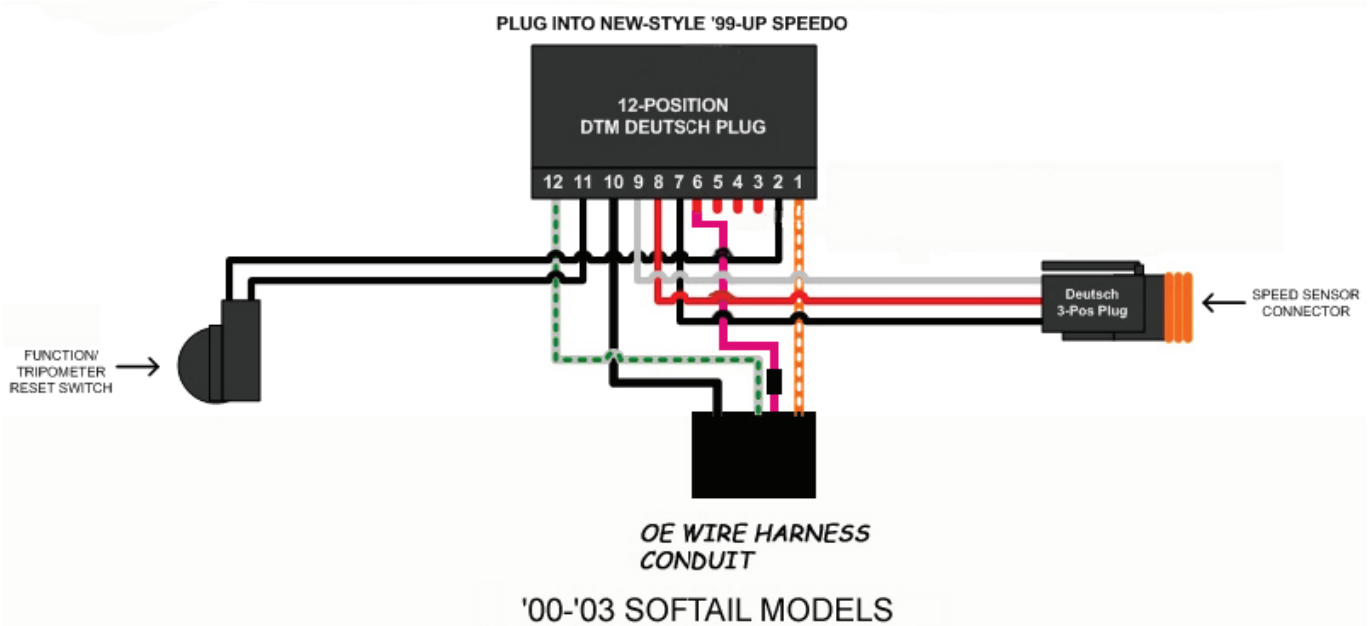 PLUG INTO NEW-STYLE '99-UP SPEEDO
12-POSITION
DTM DEUTSCH PLUG
12 11 10 9 8 7 6 5 4 3 2 1
Deutsch
3-Pos Plug
SPEED SENSOR
CONNECTOR
FUNCTION/
TRIPOMETER
RESET SWITCH
OE WIRE HARNESS
CONDUIT
'00-'03 SOFTAIL MODELS